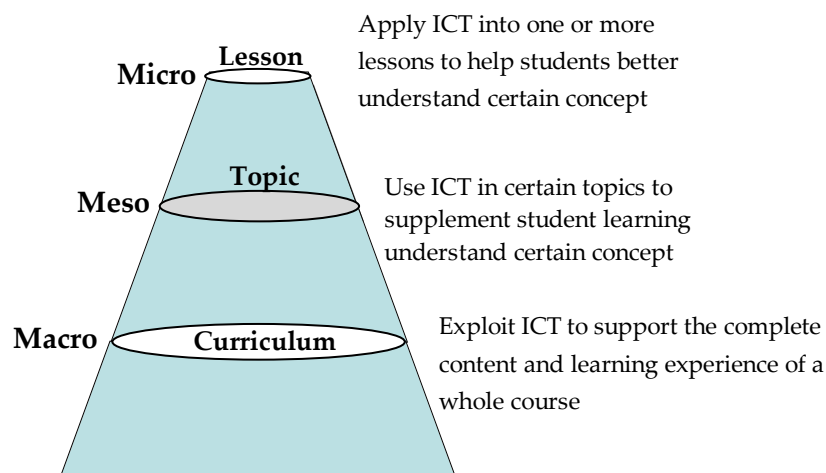 Lesson
Micro
Apply ICT into one or more
lessons to help students better
understand certain concept
Topic
Meso
Use ICT in certain topics to
supplement student learning
understand certain concept
Macro
Curriculum
Exploit ICT to support the complete
content and learning experience of a
whole course